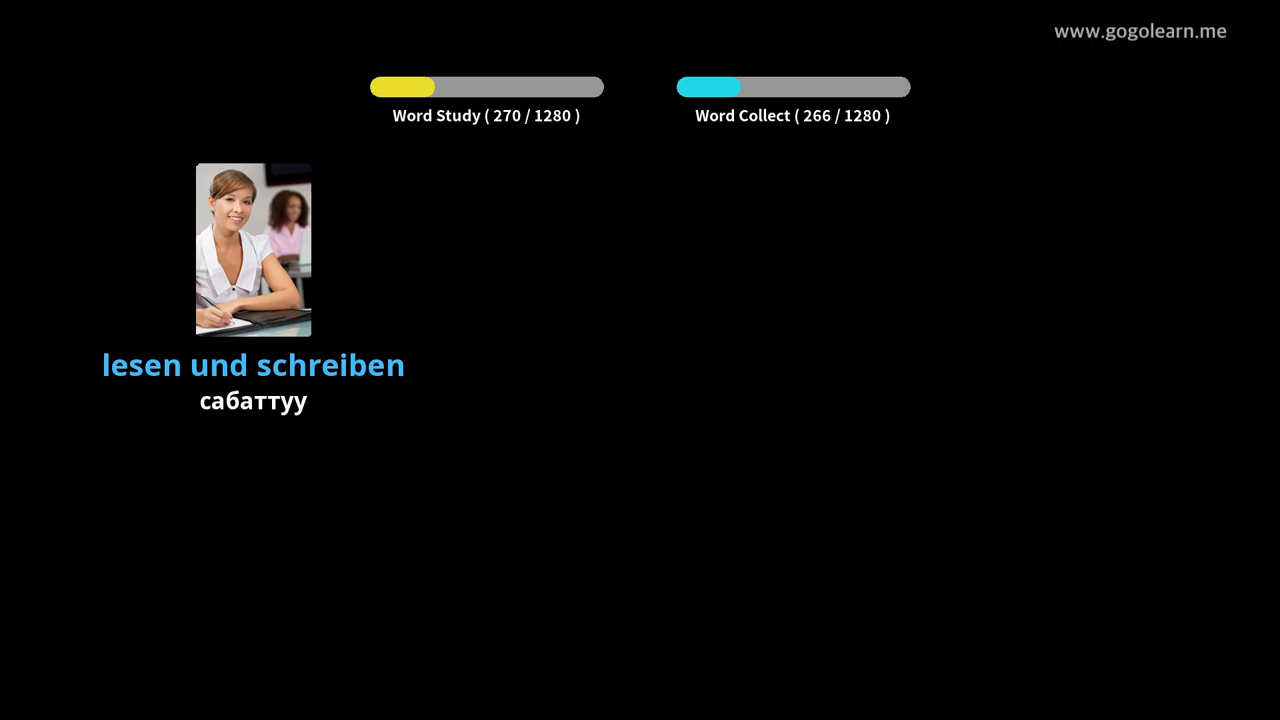 www.gogolearn.me
Word Study ( 270 / 1280 )
Word Collect ( 266 / 1280 )
lesen und schreiben
сабаттуу